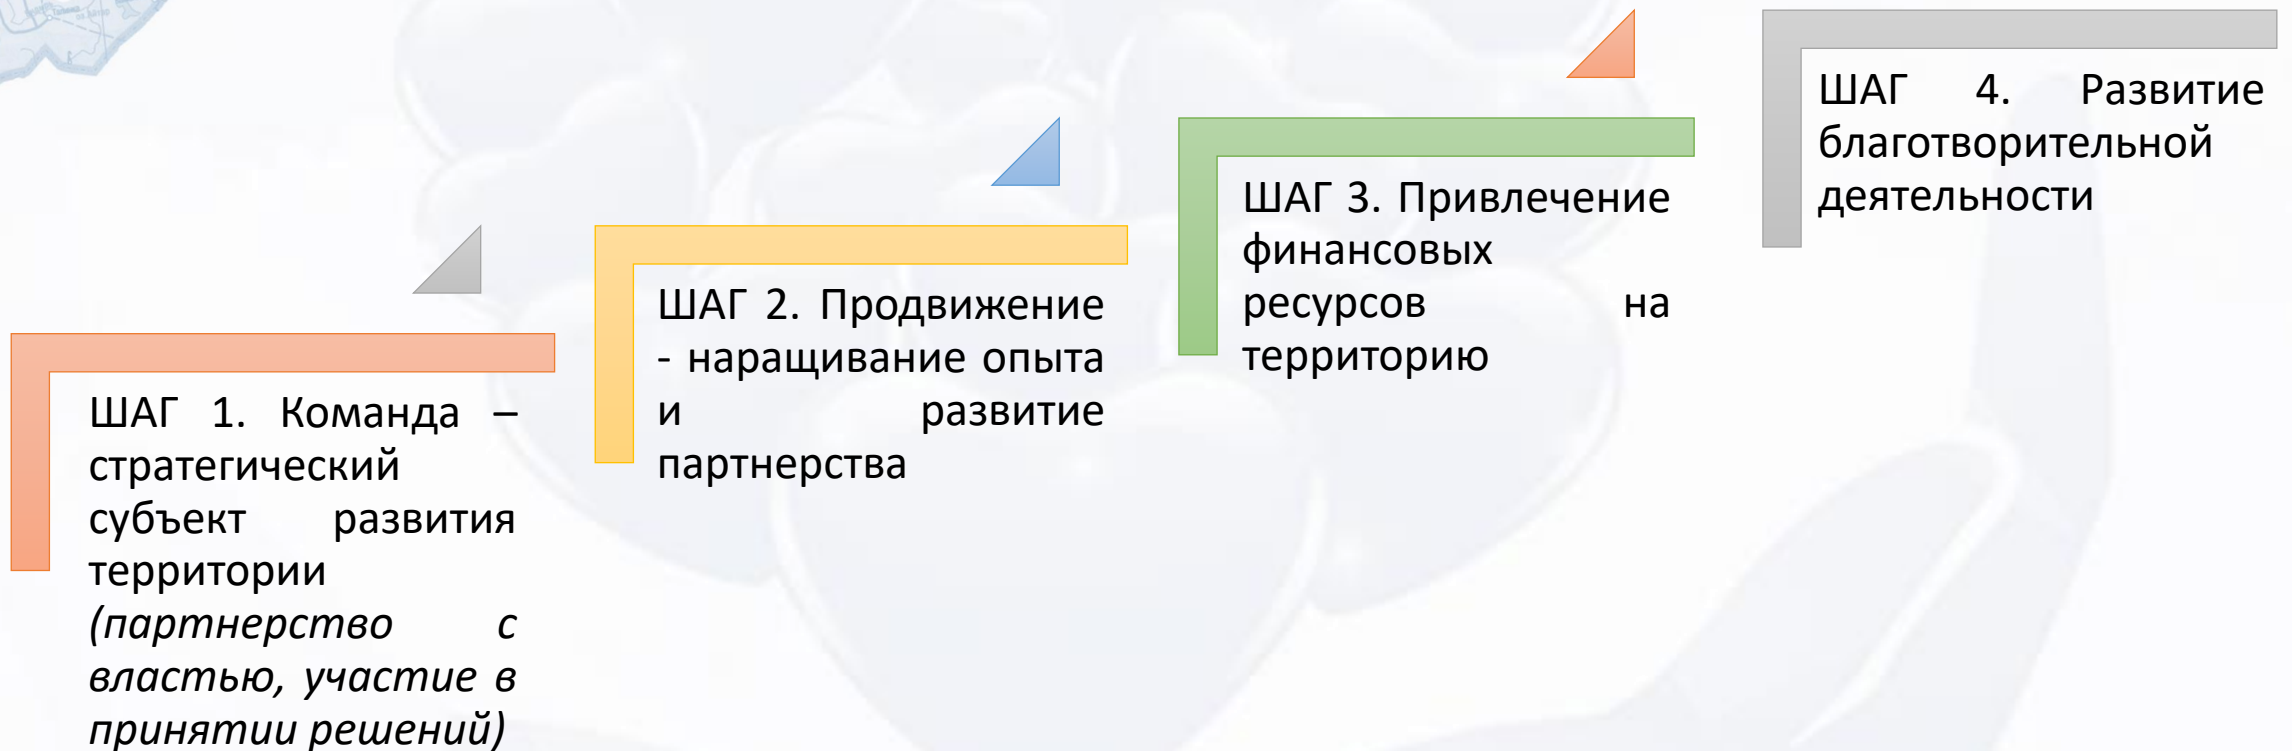 ШАГ 1. Команда –
стратегический
субъект развития
территории
(партнерство с
властью, участие в
принятии решений)
ШАГ 2. Продвижение
- наращивание опыта
и развитие
партнерства
ШАГ 3. Привлечение
финансовых
ресурсов на
территорию
ШАГ 4. Развитие
благотворительной
деятельности